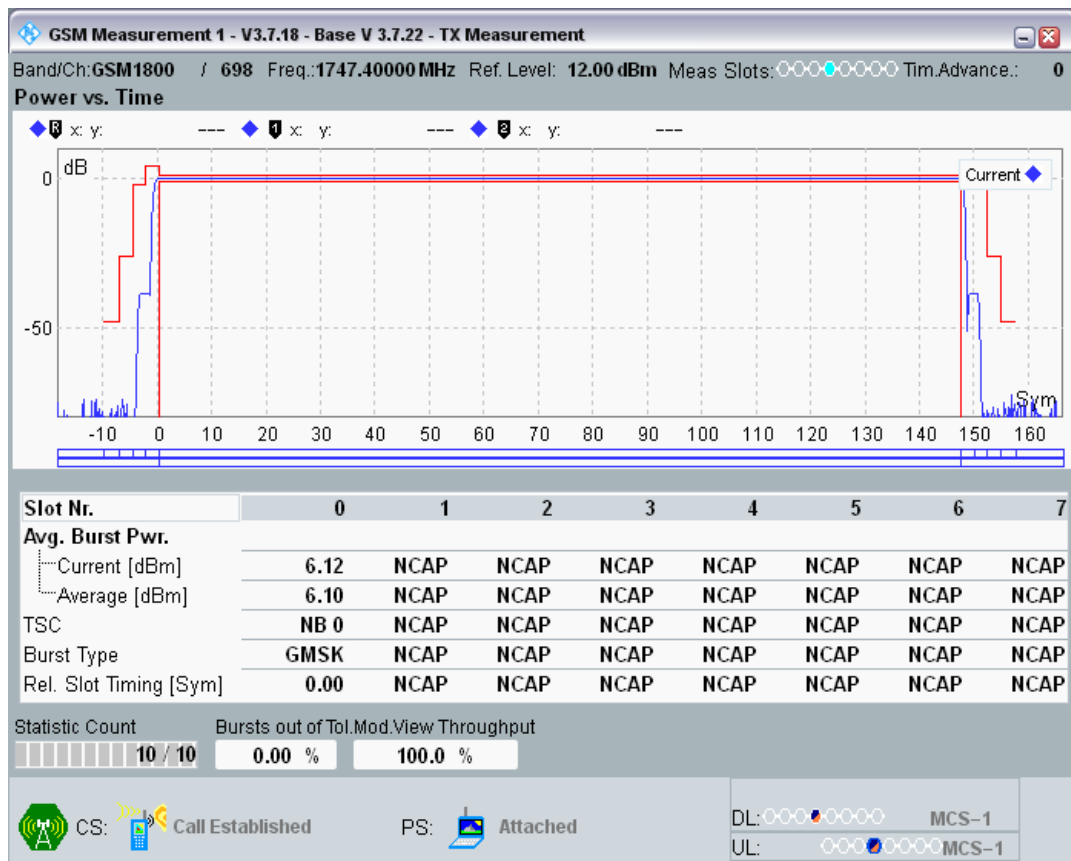 GSM Measurement 1 - V3.7.18 - Base V 3.7.22 - TX Measurement
Band/Ch:GSM1800 / 698 Freq.:1747.40000 MHz Ref. Level: 12.00 dBm Meas Slots: Tim.Advance.: 0
Power vs. Time
R x: y: --- 1 x: y: --- 2 x: y: ---
dB
0
Current
-50
Sym
-10 0 10 20 30 40 50 60 70 80 90 100 110 120 130 140 150 160
Slot Nr. 0 1 2 3 4 5 6 7
Avg. Burst Pwr.
Current [dBm] 6.12 NCAP NCAP NCAP NCAP NCAP NCAP NCAP
Average [dBm] 6.10 NCAP NCAP NCAP NCAP NCAP NCAP NCAP
TSC NB 0 NCAP NCAP NCAP NCAP NCAP NCAP NCAP
Burst Type GMSK NCAP NCAP NCAP NCAP NCAP NCAP NCAP
Rel. Slot Timing [Sym] 0.00 NCAP NCAP NCAP NCAP NCAP NCAP NCAP
Statistic Count Bursts out of Tol.Mod.View Throughput
10 / 10 0.00 % 100.0 %
CS: Call Established PS: Attached
DL: MCS-1
UL: MCS-1